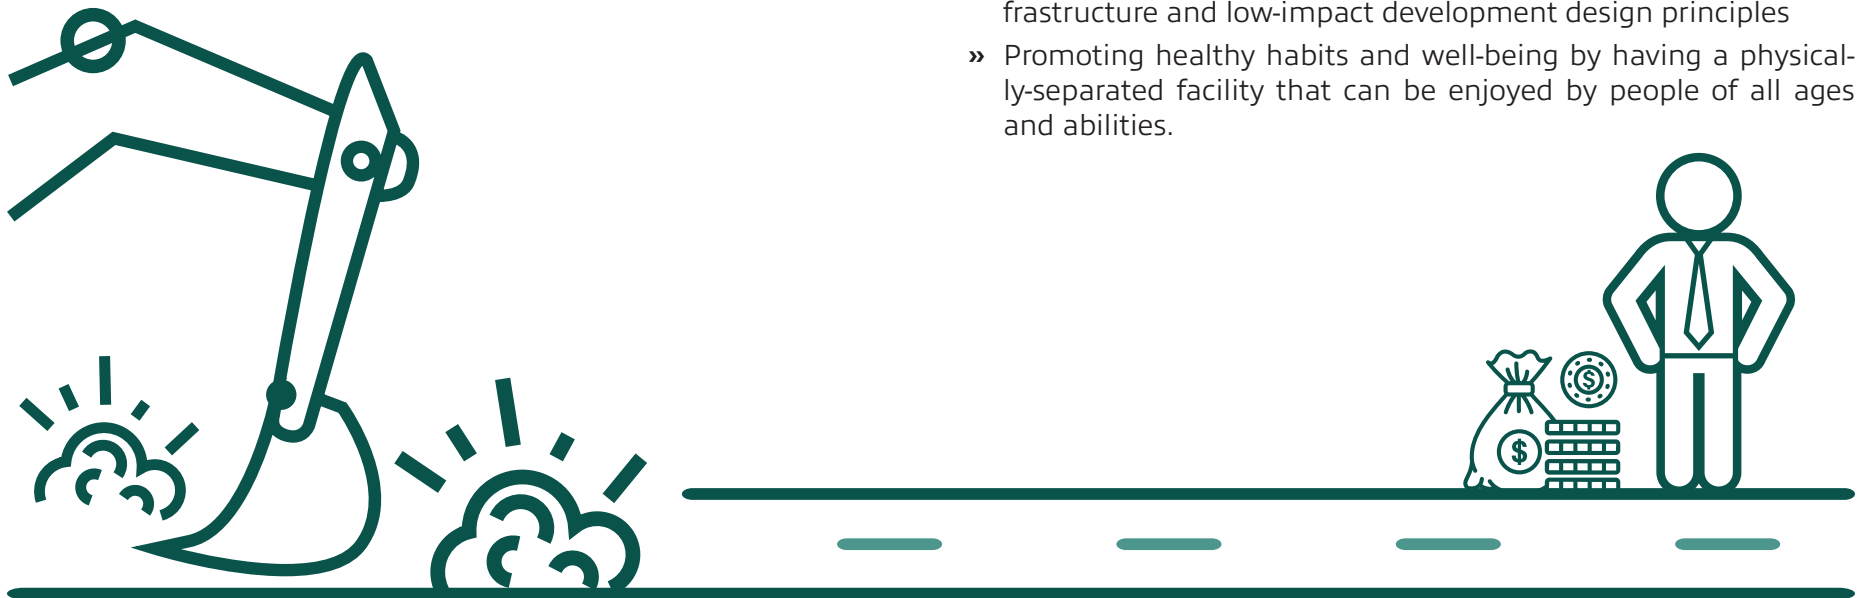 frastructure and low-impact development design principles
» Promoting healthy habits and well-being by having a physical-
ly-separated facility that can be enjoyed by people of all ages
and abilities.
$
$